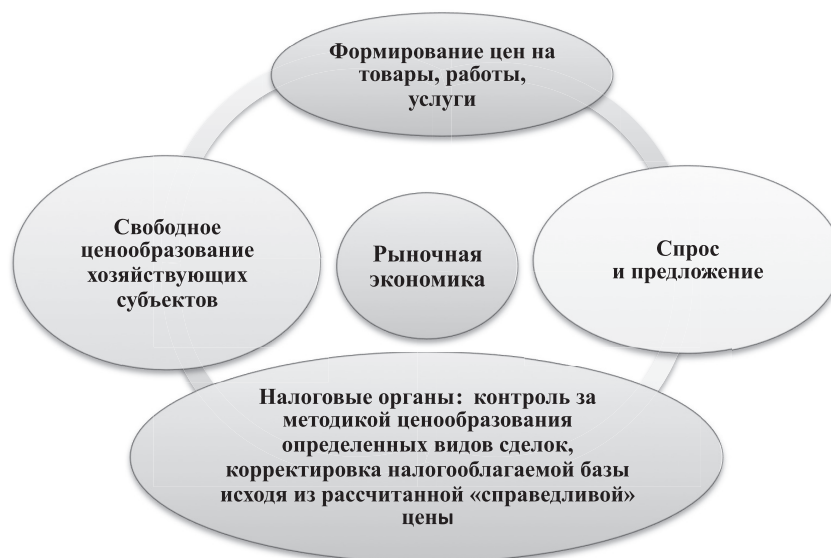 Формирование цен на
товары, работы,
услуги
Свободное
ценообразование
хозяйствующих
субъектов
Рыночная
экономика
Спрос
и предложение
Налоговые органы: контроль за
методикой ценообразования
определенных видов сделок,
корректировка налогооблагаемой базы
исходя из рассчитанной «справедливой»
цены